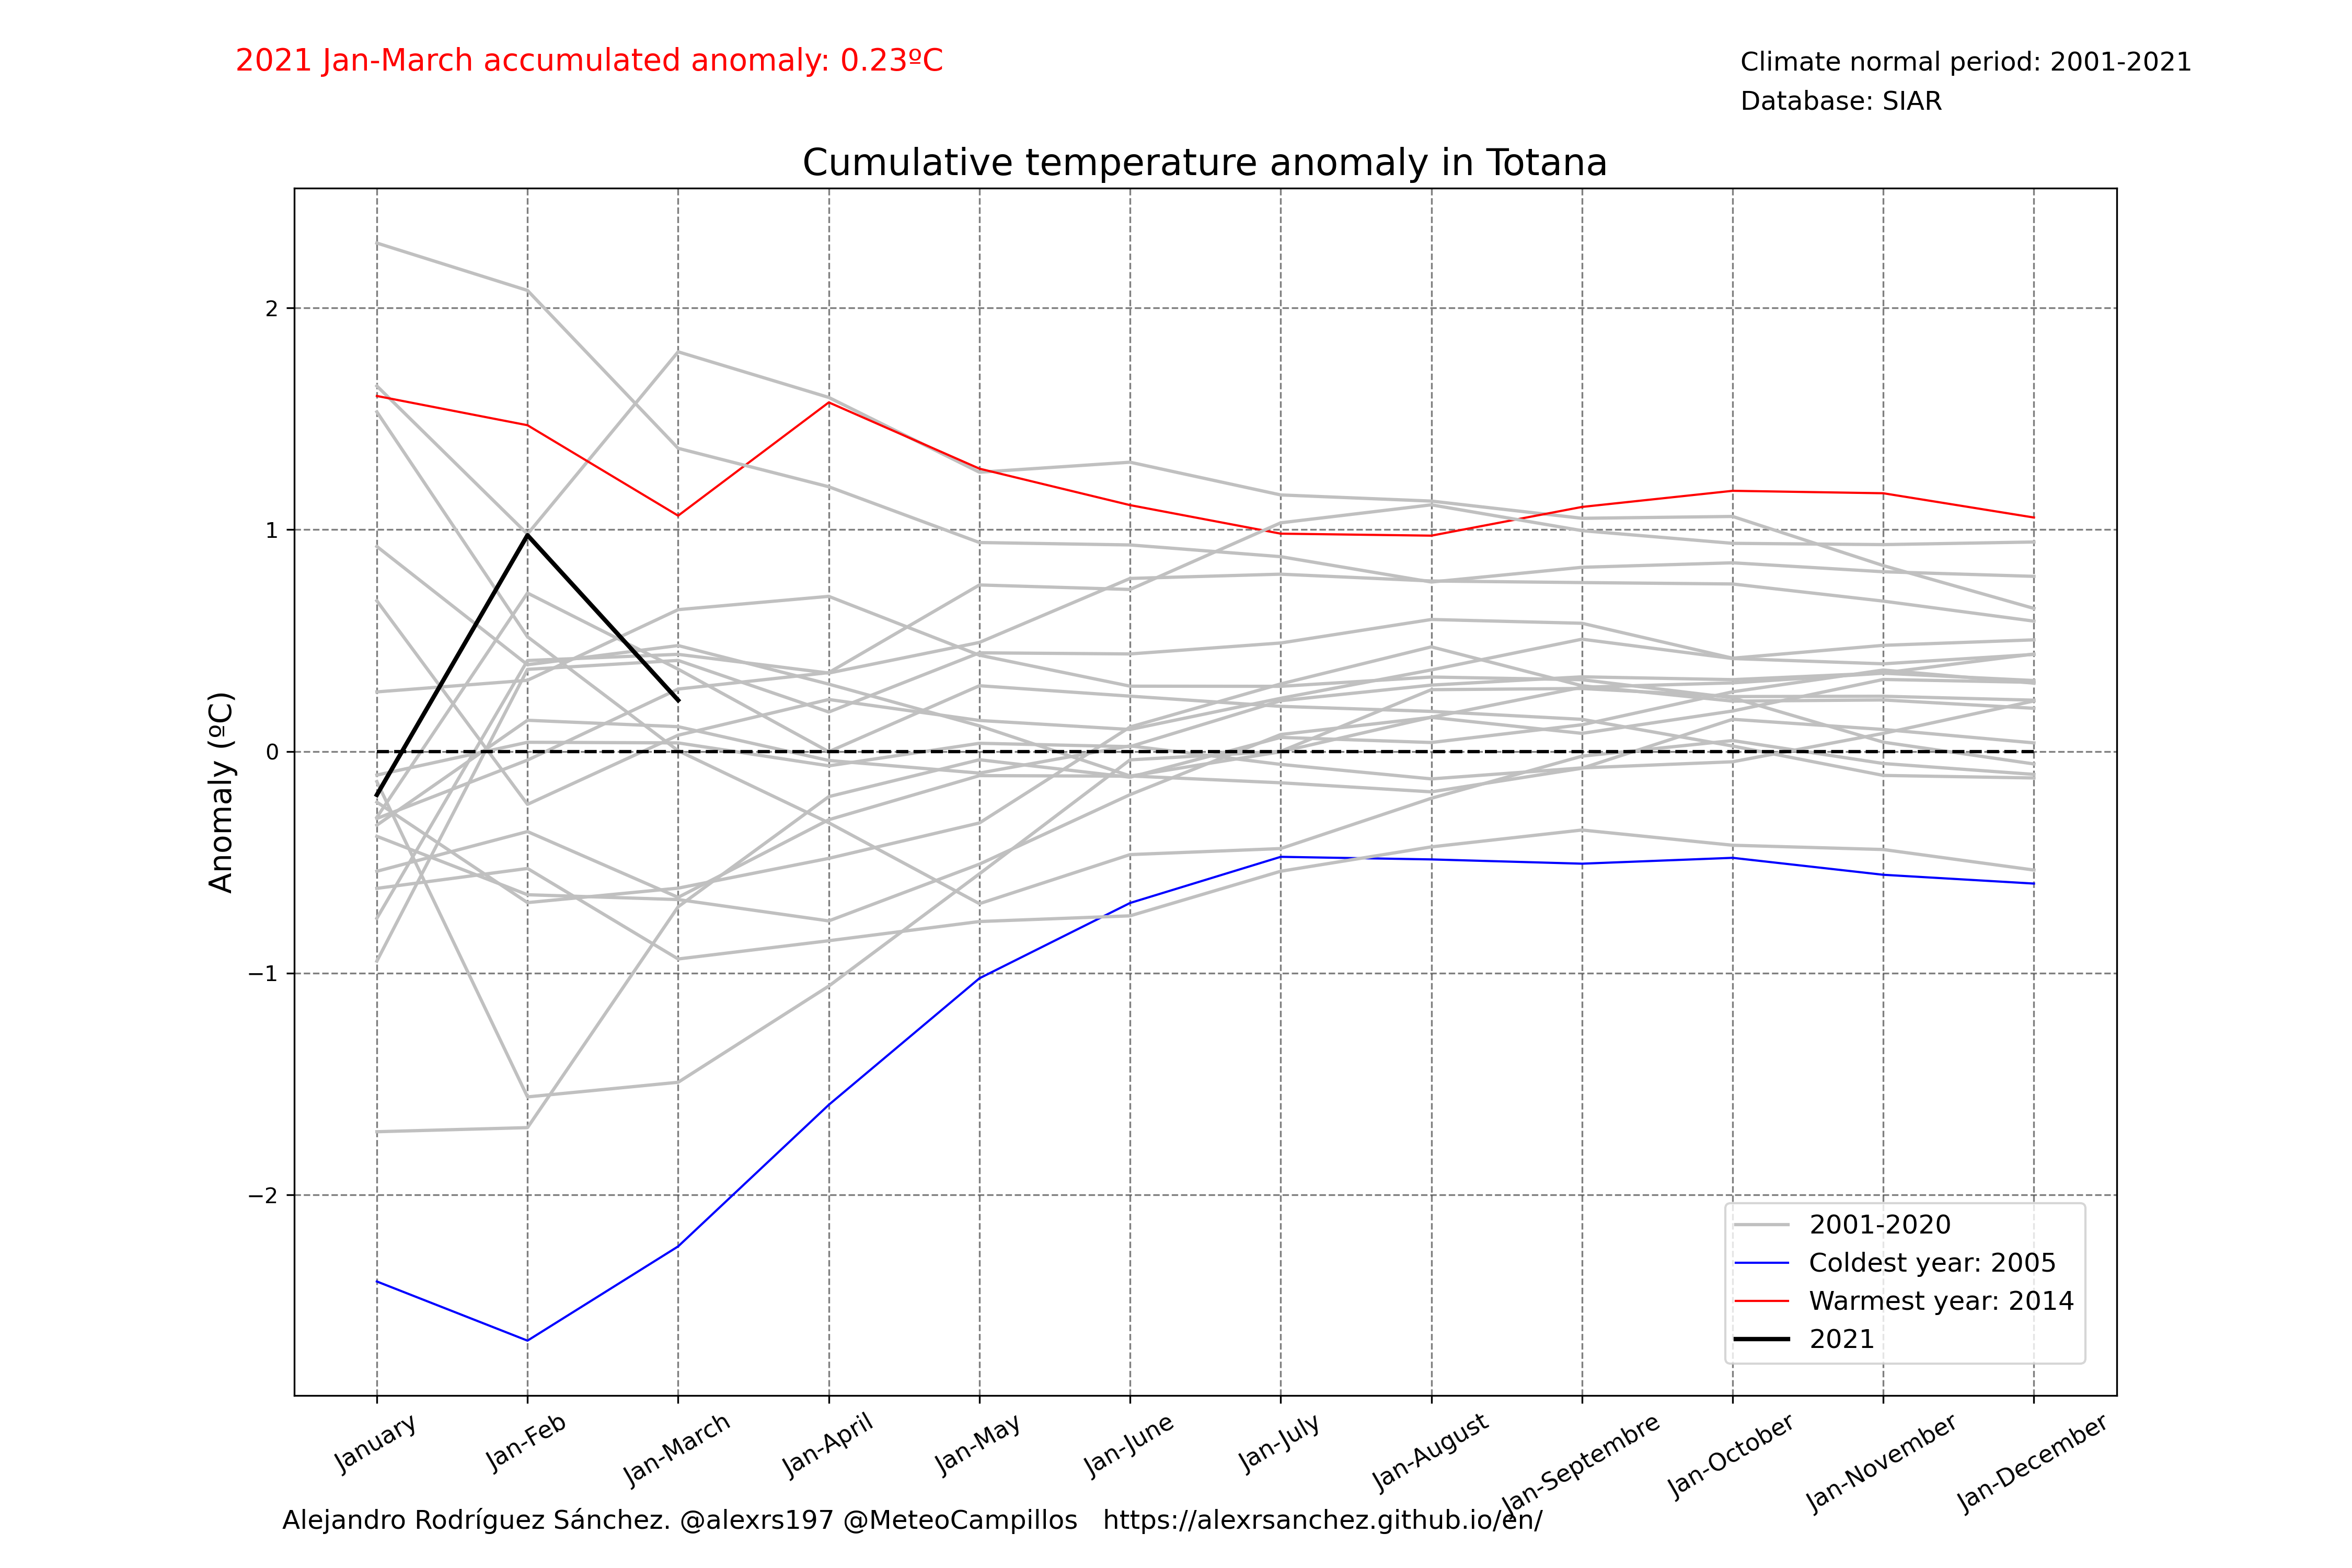 2021 Jan-March accumulated anomaly: 0.23ºC
Climate normal period: 2001-2021
Database: SIAR
Cumulative temperature anomaly in Totana
Anomaly (ºC)
2
1
0
−1
−2
2001-2020
Coldest year: 2005
Warmest year: 2014
2021
January
Jan-Feb
Jan-March
Jan-April
Jan-May
Jan-June
Jan-July
Jan-August
Jan-Septembre
Jan-October
Jan-November
Jan-December
Alejandro Rodríguez Sánchez. @alexrs197 @MeteoCampillos   https://alexrsanchez.github.io/en/